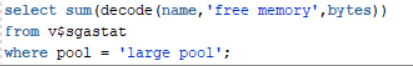 select sum(decode(name,'free memory',bytes))
from v$sgastat
where pool = 'large pool';